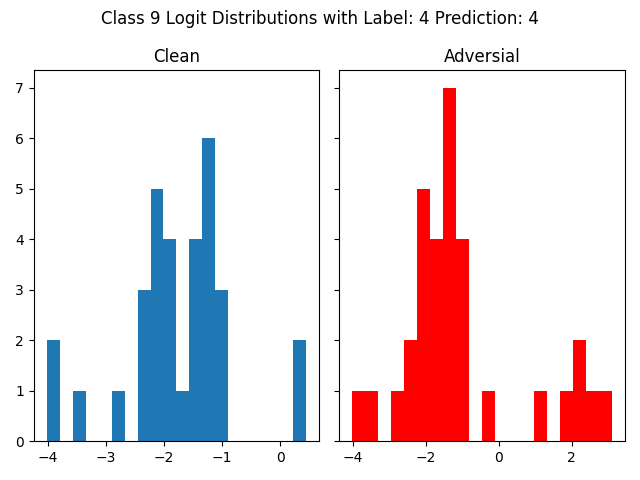 Class 9 Logit Distributions with Label: 4 Prediction: 4
Clean
Adversial
7
6
5
4
3
2
1
0
−4 −3 −2 −1 0
−4 −2 0 2